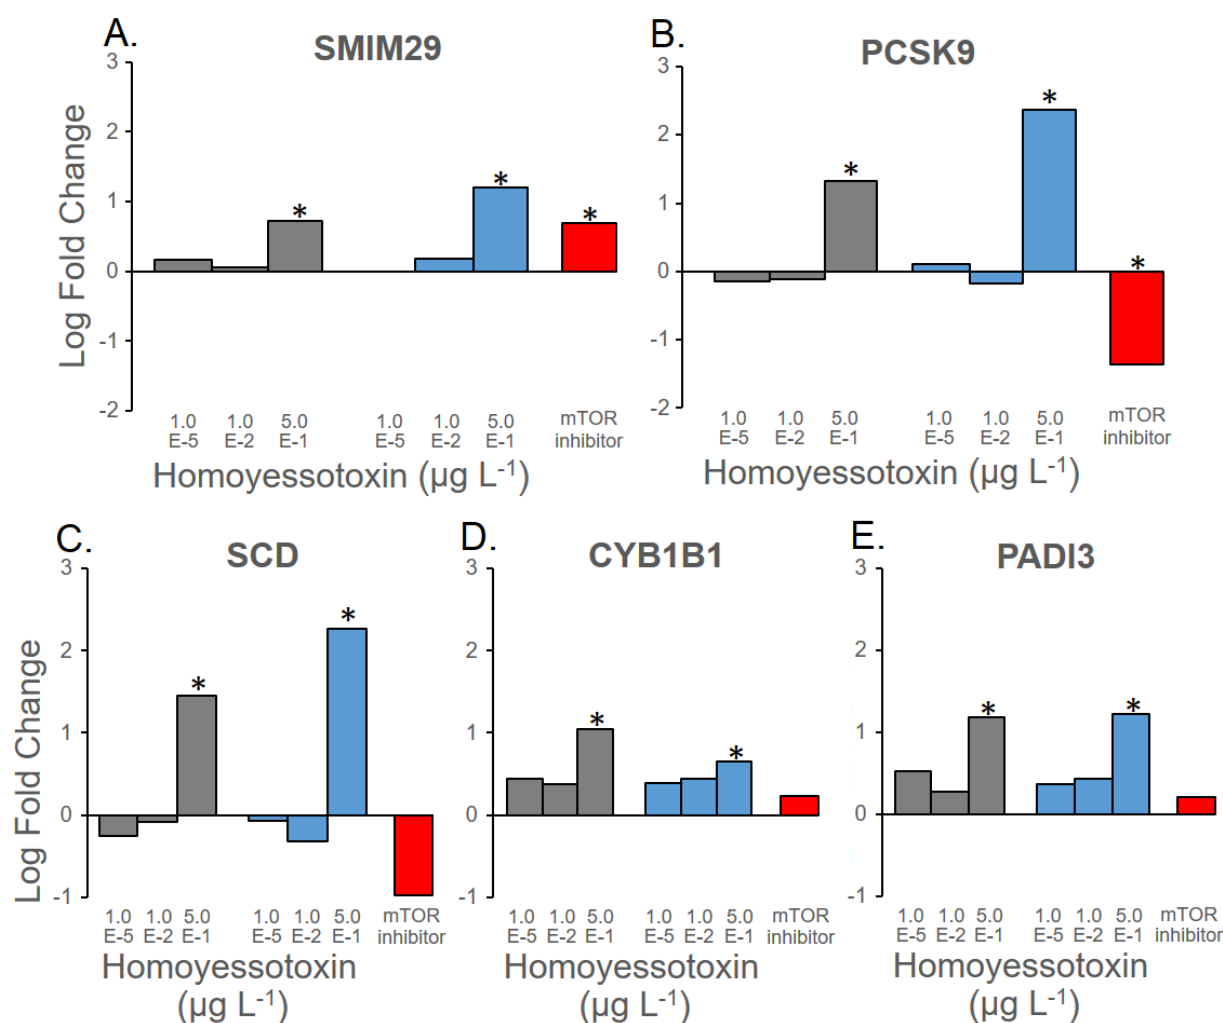 A.
SMIM29
Log Fold Change
3
2
1
0
-1
-2
*
*
*
1.0 1.0 5.0 1.0 1.0 5.0 mTOR
E-5 E-2 E-1 E-5 E-2 E-1 inhibitor
Homoyessotoxin (µg L-1)
B.
PCSK9
3
2
1
0
-1
-2
*
*
*
1.0 1.0 5.0 1.0 1.0 5.0 mTOR
E-5 E-2 E-1 E-5 E-2 E-1 inhibitor
Homoyessotoxin (µg L-1)
C.
SCD
Log Fold Change
3
2
1
0
-1
*
*
1.0 1.0 5.0 1.0 1.0 5.0 mTOR
E-5 E-2 E-1 E-5 E-2 E-1 inhibitor
Homoyessotoxin
(µg L-1)
D.
CYB1B1
3
2
1
0
-1
*
*
1.0 1.0 5.0 1.0 1.0 5.0 mTOR
E-5 E-2 E-1 E-5 E-2 E-1 inhibitor
Homoyessotoxin
(µg L-1)
E.
PADI3
3
2
1
0
-1
*
*
1.0 1.0 5.0 1.0 1.0 5.0 mTOR
E-5 E-2 E-1 E-5 E-2 E-1 inhibitor
Homoyessotoxin
(µg L-1)